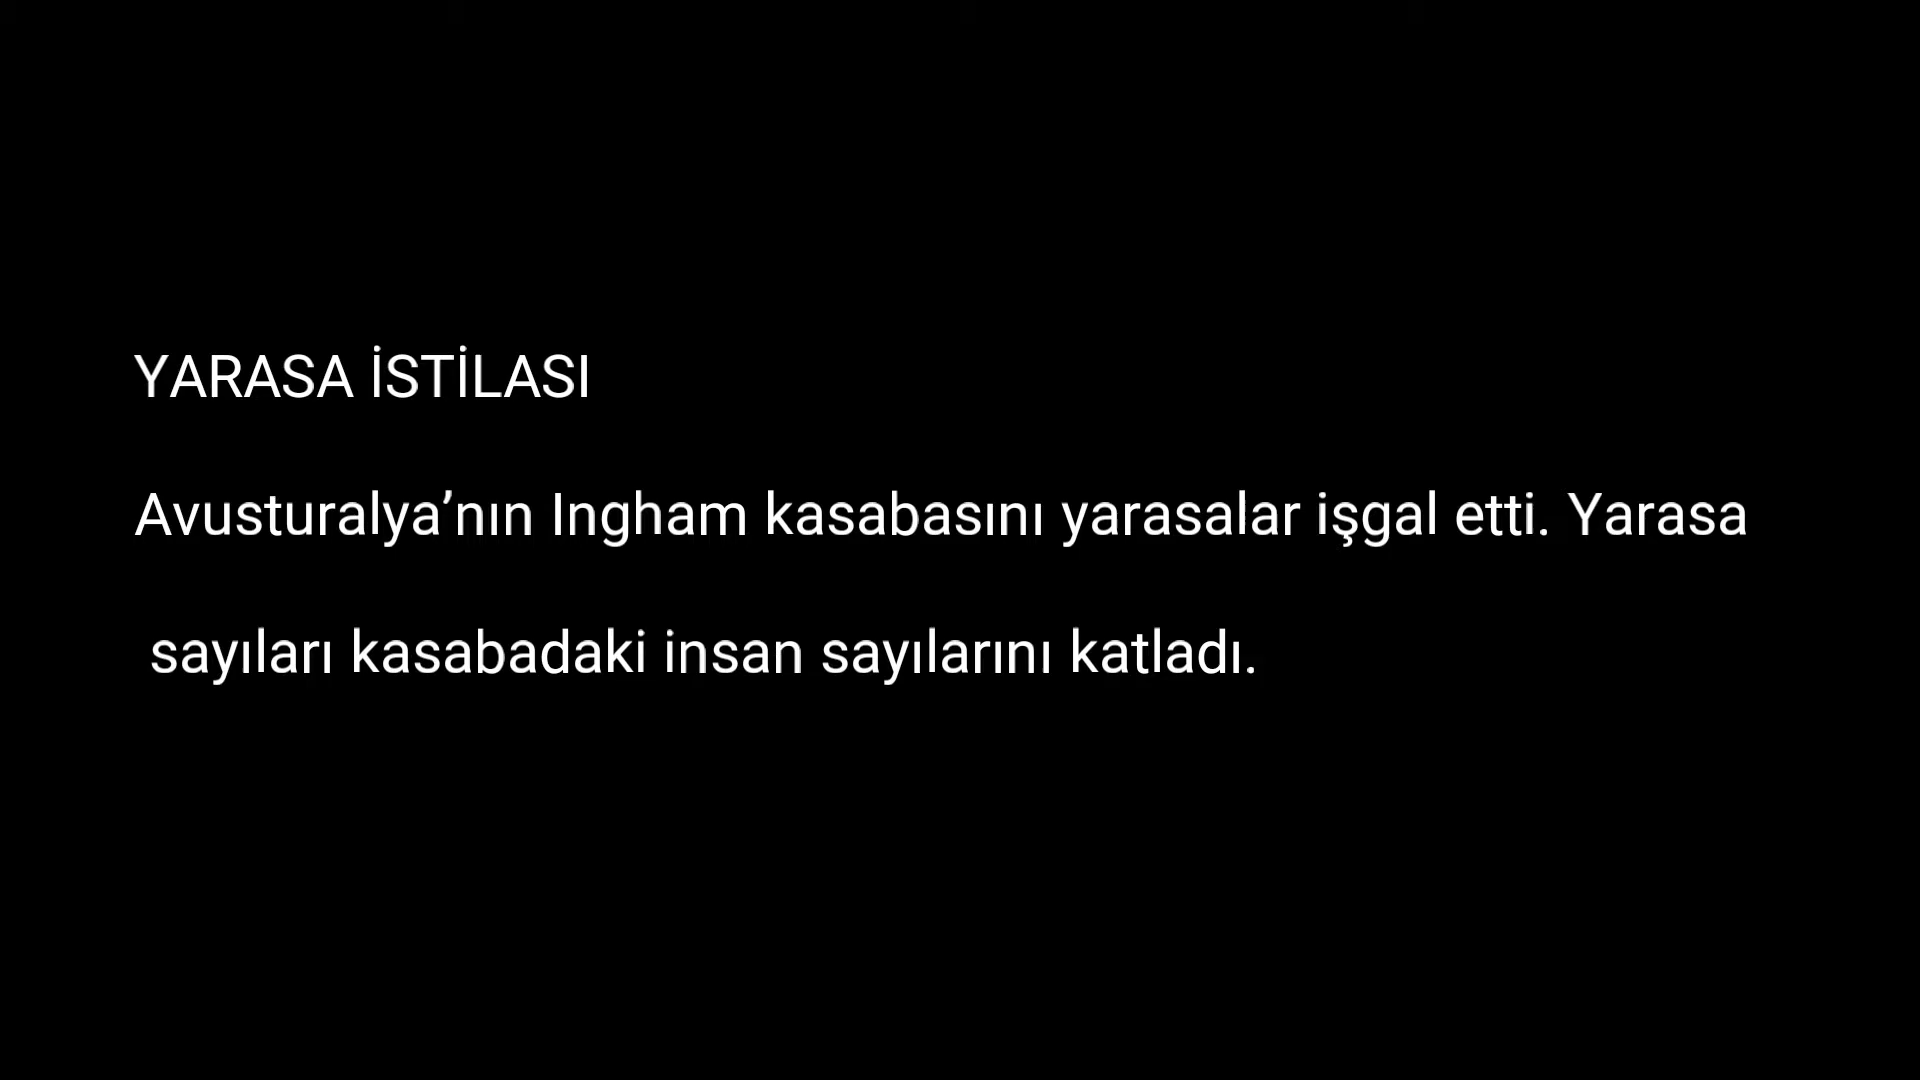 YARASA İSTİLASI
Avusturalya’nın Ingham kasabasını yarasalar işgal etti. Yarasa
sayıları kasabadaki insan sayılarını katladı.